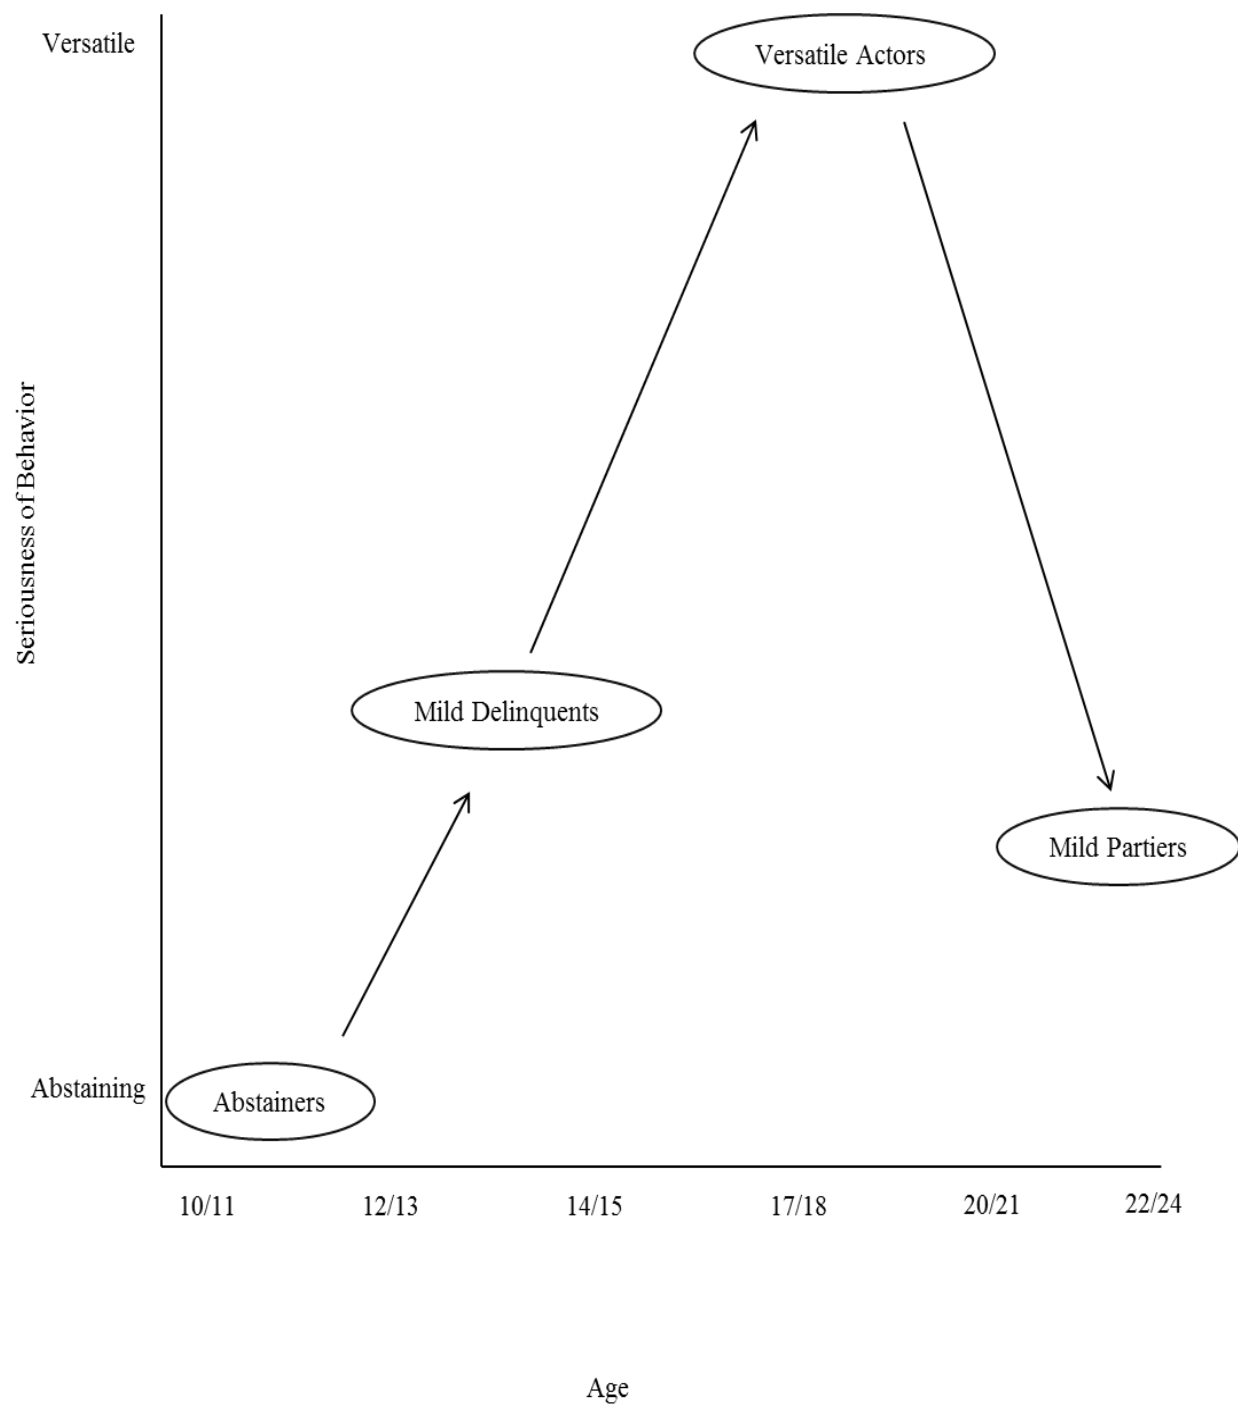 Versatile
Versatile Actors
Seriousness of Behavior
Mild Delinquents
Mild Partiers
Abstaining
Abstainers
10/11 12/13 14/15 17/18 20/21 22/24
Age